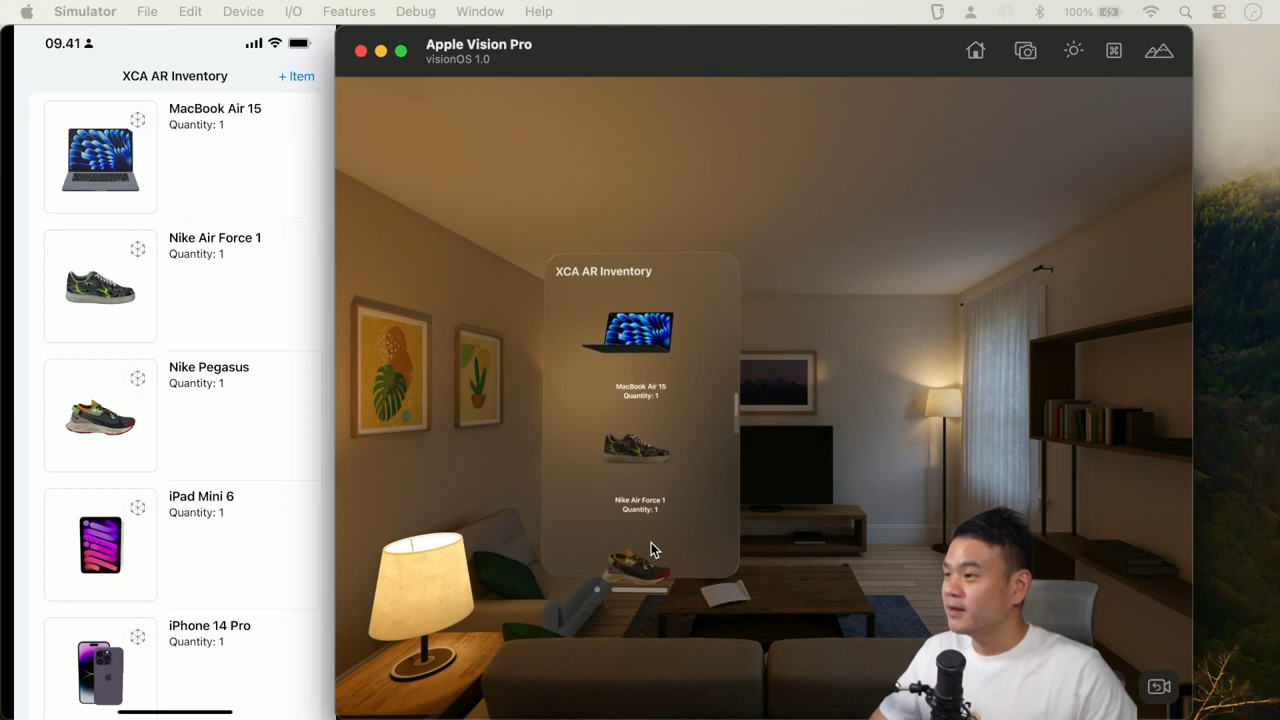 Simulator File Edit Device I/O Features Debug Window Help 100%
09.41
XCA AR Inventory + Item
MacBook Air 15
Quantity: 1
Nike Air Force 1
Quantity: 1
Nike Pegasus
Quantity: 1
iPad Mini 6
Quantity: 1
iPhone 14 Pro
Quantity: 1
Apple Vision Pro
visionOS 1.0
XCA AR Inventory
MacBook Air 15
Quantity: 1
Nike Air Force 1
Quantity: 1